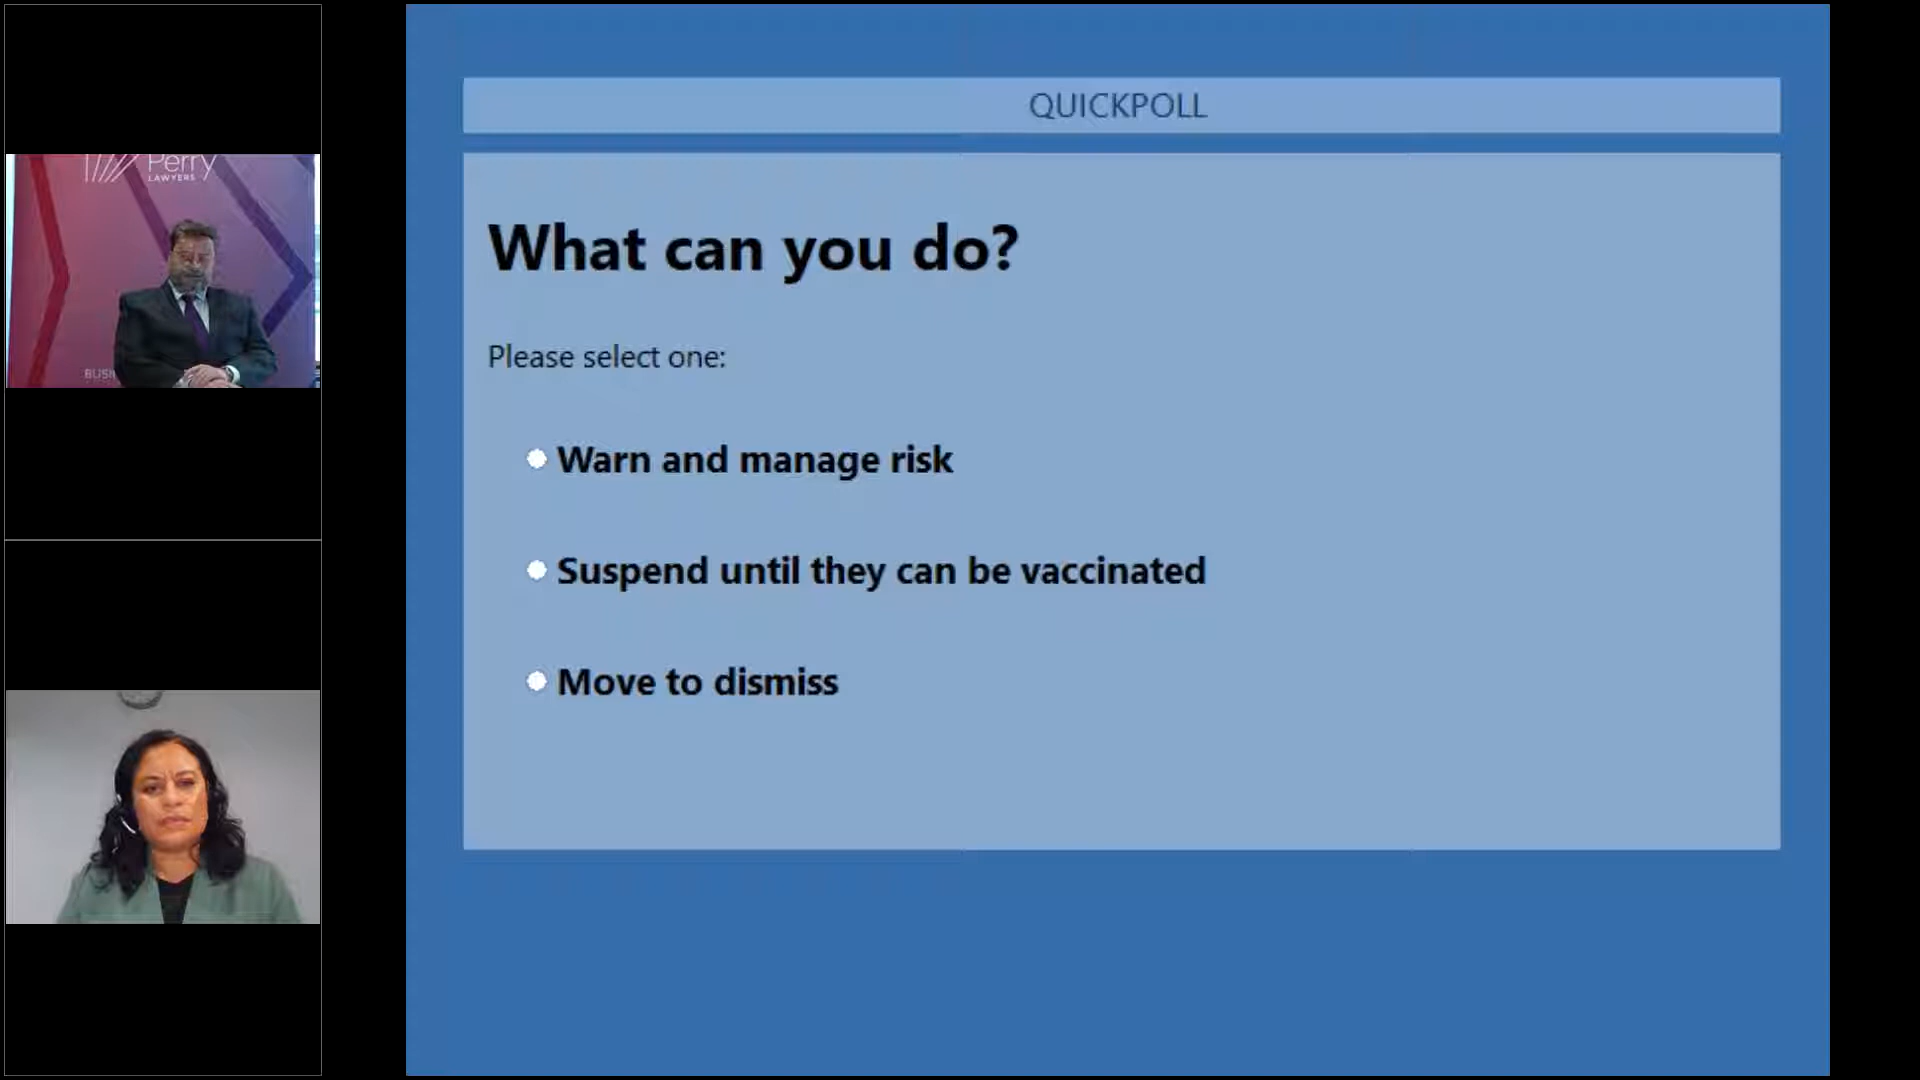 Perry
LAWYERS
BUSI
QUICKPOLL
What can you do?
Please select one:
Warn and manage risk
Suspend until they can be vaccinated
Move to dismiss